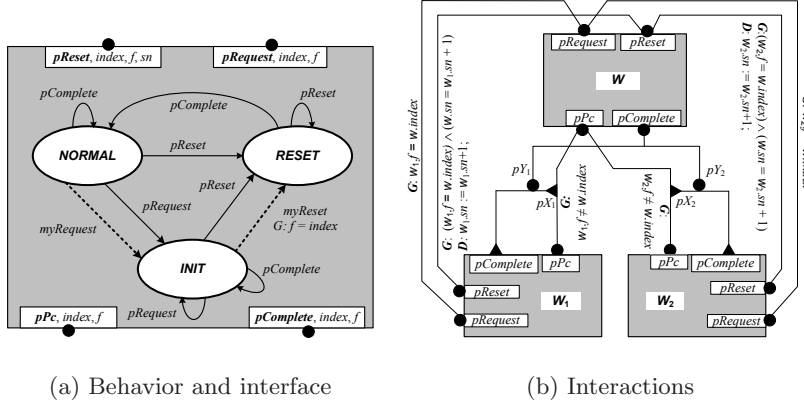 pReset, index, f, sn
pRequest, index, f
pComplete
pComplete
pReset
NORMAL
pReset
RESET
pReset
pRequest
myReset
G: f = index
myRequest
INIT
pComplete
pRequest
pPc, index, f
pComplete, index, f
(a) Behavior and interface
G: w₁.f = w.index
G: (w₁.f = w.index) ∧ (w.sn = w₁.sn + 1)
D: w₁.sn := w₁.sn+1;
pRequest
pReset
W
pPc
pComplete
G:(w₂.f = w.index) ∧ (w.sn = w₂.sn + 1)
D: w₂.sn := w₂.sn+1;
pY₁
pY₂
pX₁
pX₂
G:
w₁.f ≠ w.index
G:
w₂.f ≠ w.index
pComplete
pPc
pReset
W₁
pRequest
pPc
pComplete
pReset
W₂
pRequest
(b) Interactions